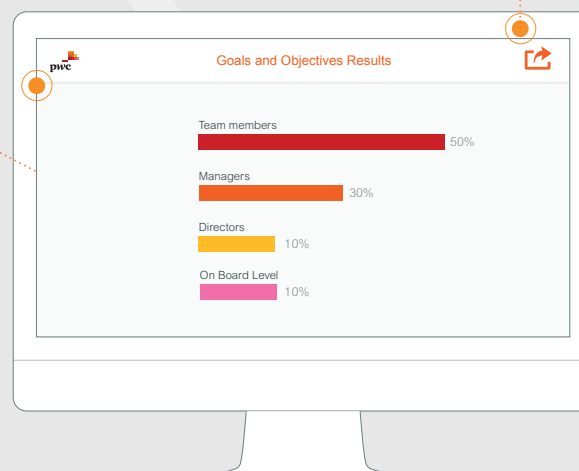 pwc
Goals and Objectives Results
Team members
50%
Managers
30%
Directors
10%
On Board Level
10%